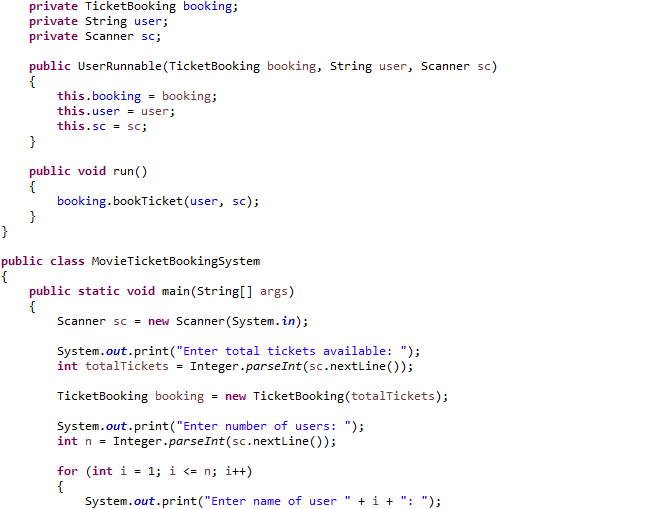 private TicketBooking booking;
    private String user;
    private Scanner sc;

    public UserRunnable(TicketBooking booking, String user, Scanner sc)
    {
        this.booking = booking;
        this.user = user;
        this.sc = sc;
    }

    public void run()
    {
        booking.bookTicket(user, sc);
    }
}

public class MovieTicketBookingSystem
{
    public static void main(String[] args)
    {
        Scanner sc = new Scanner(System.in);

        System.out.print("Enter total tickets available: ");
        int totalTickets = Integer.parseInt(sc.nextLine());

        TicketBooking booking = new TicketBooking(totalTickets);

        System.out.print("Enter number of users: ");
        int n = Integer.parseInt(sc.nextLine());

        for (int i = 1; i <= n; i++)
        {
            System.out.print("Enter name of user " + i + ": ");